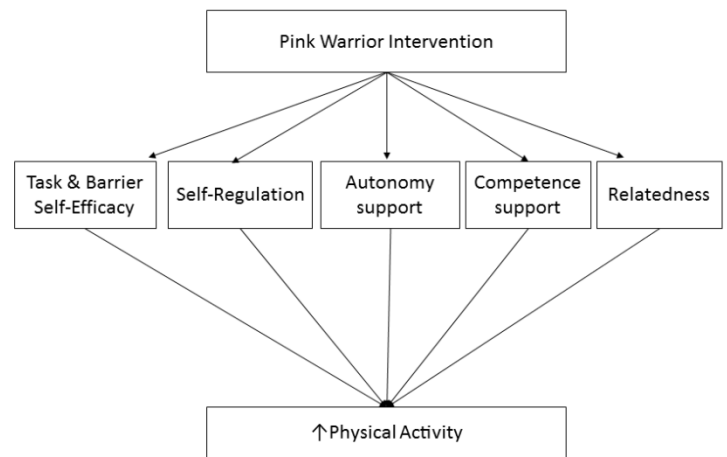 Pink Warrior Intervention
Task & Barrier
Self-Efficacy
Self-Regulation
Autonomy
support
Competence
support
Relatedness
↑Physical Activity